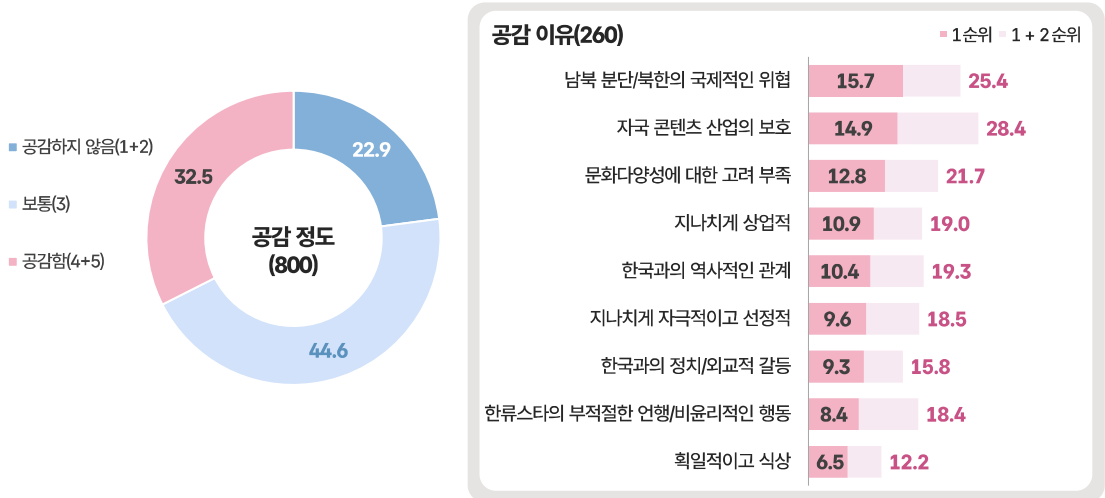 공감하지 않음(1+2)
보통(3)
공감함(4+5)
22.9
32.5
44.6
공감 정도
(800)
공감 이유(260)
1순위 1 + 2순위
남북 분단/북한의 국제적인 위협 15.7 25.4
자국 콘텐츠 산업의 보호 14.9 28.4
문화다양성에 대한 고려 부족 12.8 21.7
지나치게 상업적 10.9 19.0
한국과의 역사적인 관계 10.4 19.3
지나치게 자극적이고 선정적 9.6 18.5
한국과의 정치/외교적 갈등 9.3 15.8
한류스타의 부적절한 언행/비윤리적인 행동 8.4 18.4
획일적이고 식상 6.5 12.2